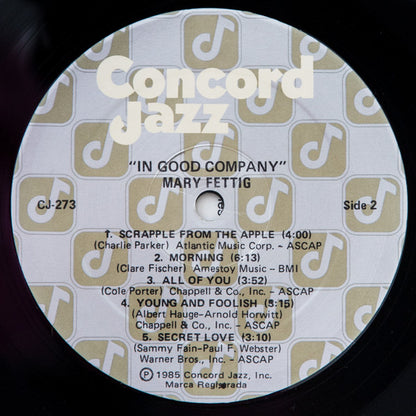 Concord
Jazz
"IN GOOD COMPANY"
MARY FETTIG
CJ-273 Side 2
1. SCRAPPLE FROM THE APPLE (4:00)
(Charlie Parker) Atlantic Music Corp. – ASCAP
2. MORNING (6:13)
(Clare Fischer) Amestoy Music – BMI
3. ALL OF YOU (3:52)
(Cole Porter) Chappell & Co., Inc. – ASCAP
4. YOUNG AND FOOLISH (5:15)
(Albert Hauge-Arnold Horwitt)
Chappell & Co., Inc. – ASCAP
5. SECRET LOVE (3:10)
(Sammy Fain-Paul F. Webster)
Warner Bros., Inc. – ASCAP
℗ 1985 Concord Jazz, Inc.
Marca Registrada